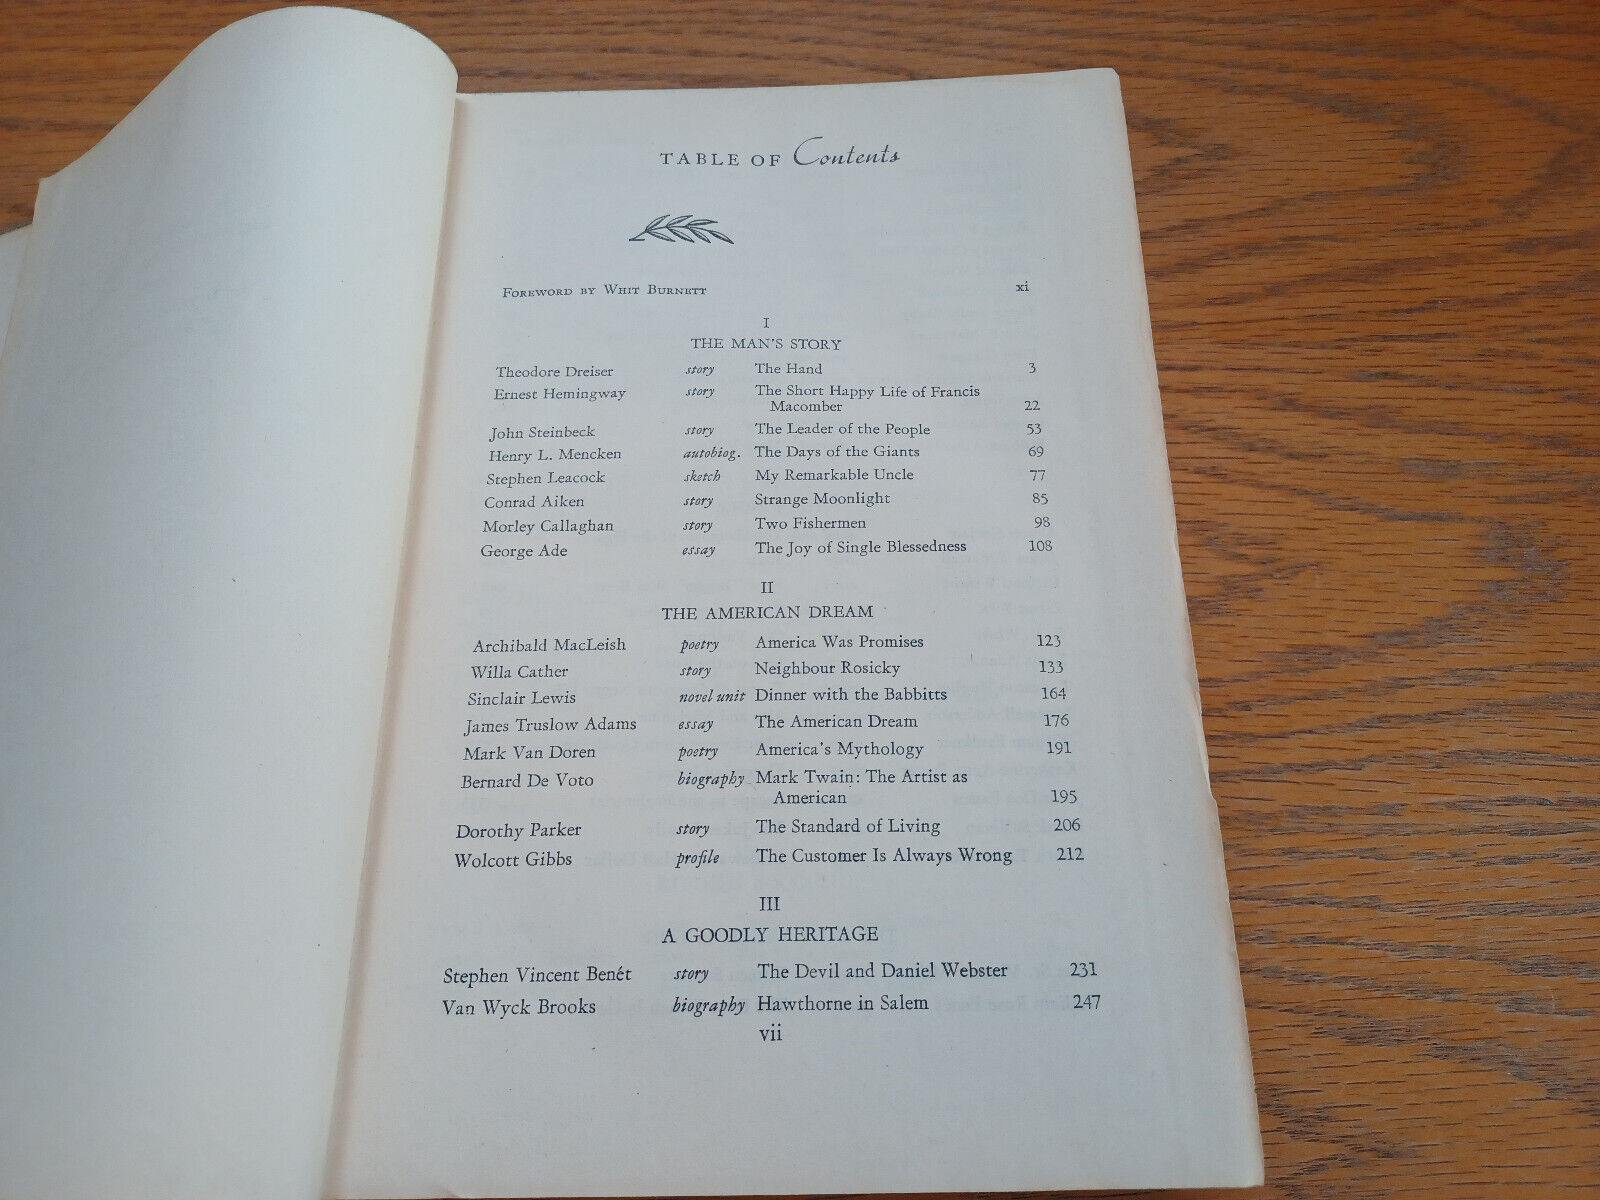 TABLE OF Contents
FOREWORD BY WHIT BURNETT xi
I
THE MAN'S STORY
Theodore Dreiser story The Hand 3
Ernest Hemingway story The Short Happy Life of Francis
Macomber 22
John Steinbeck story The Leader of the People 53
Henry L. Mencken autobiog. The Days of the Giants 69
Stephen Leacock sketch My Remarkable Uncle 77
Conrad Aiken story Strange Moonlight 85
Morley Callaghan story Two Fishermen 98
George Ade essay The Joy of Single Blessedness 108
II
THE AMERICAN DREAM
Archibald MacLeish poetry America Was Promises 123
Willa Cather story Neighbour Rosicky 133
Sinclair Lewis novel unit Dinner with the Babbitts 164
James Truslow Adams essay The American Dream 176
Mark Van Doren poetry America's Mythology 191
Bernard De Voto biography Mark Twain: The Artist as
American 195
Dorothy Parker story The Standard of Living 206
Wolcott Gibbs profile The Customer Is Always Wrong 212
III
A GOODLY HERITAGE
Stephen Vincent Benét story The Devil and Daniel Webster 231
Van Wyck Brooks biography Hawthorne in Salem 247
vii